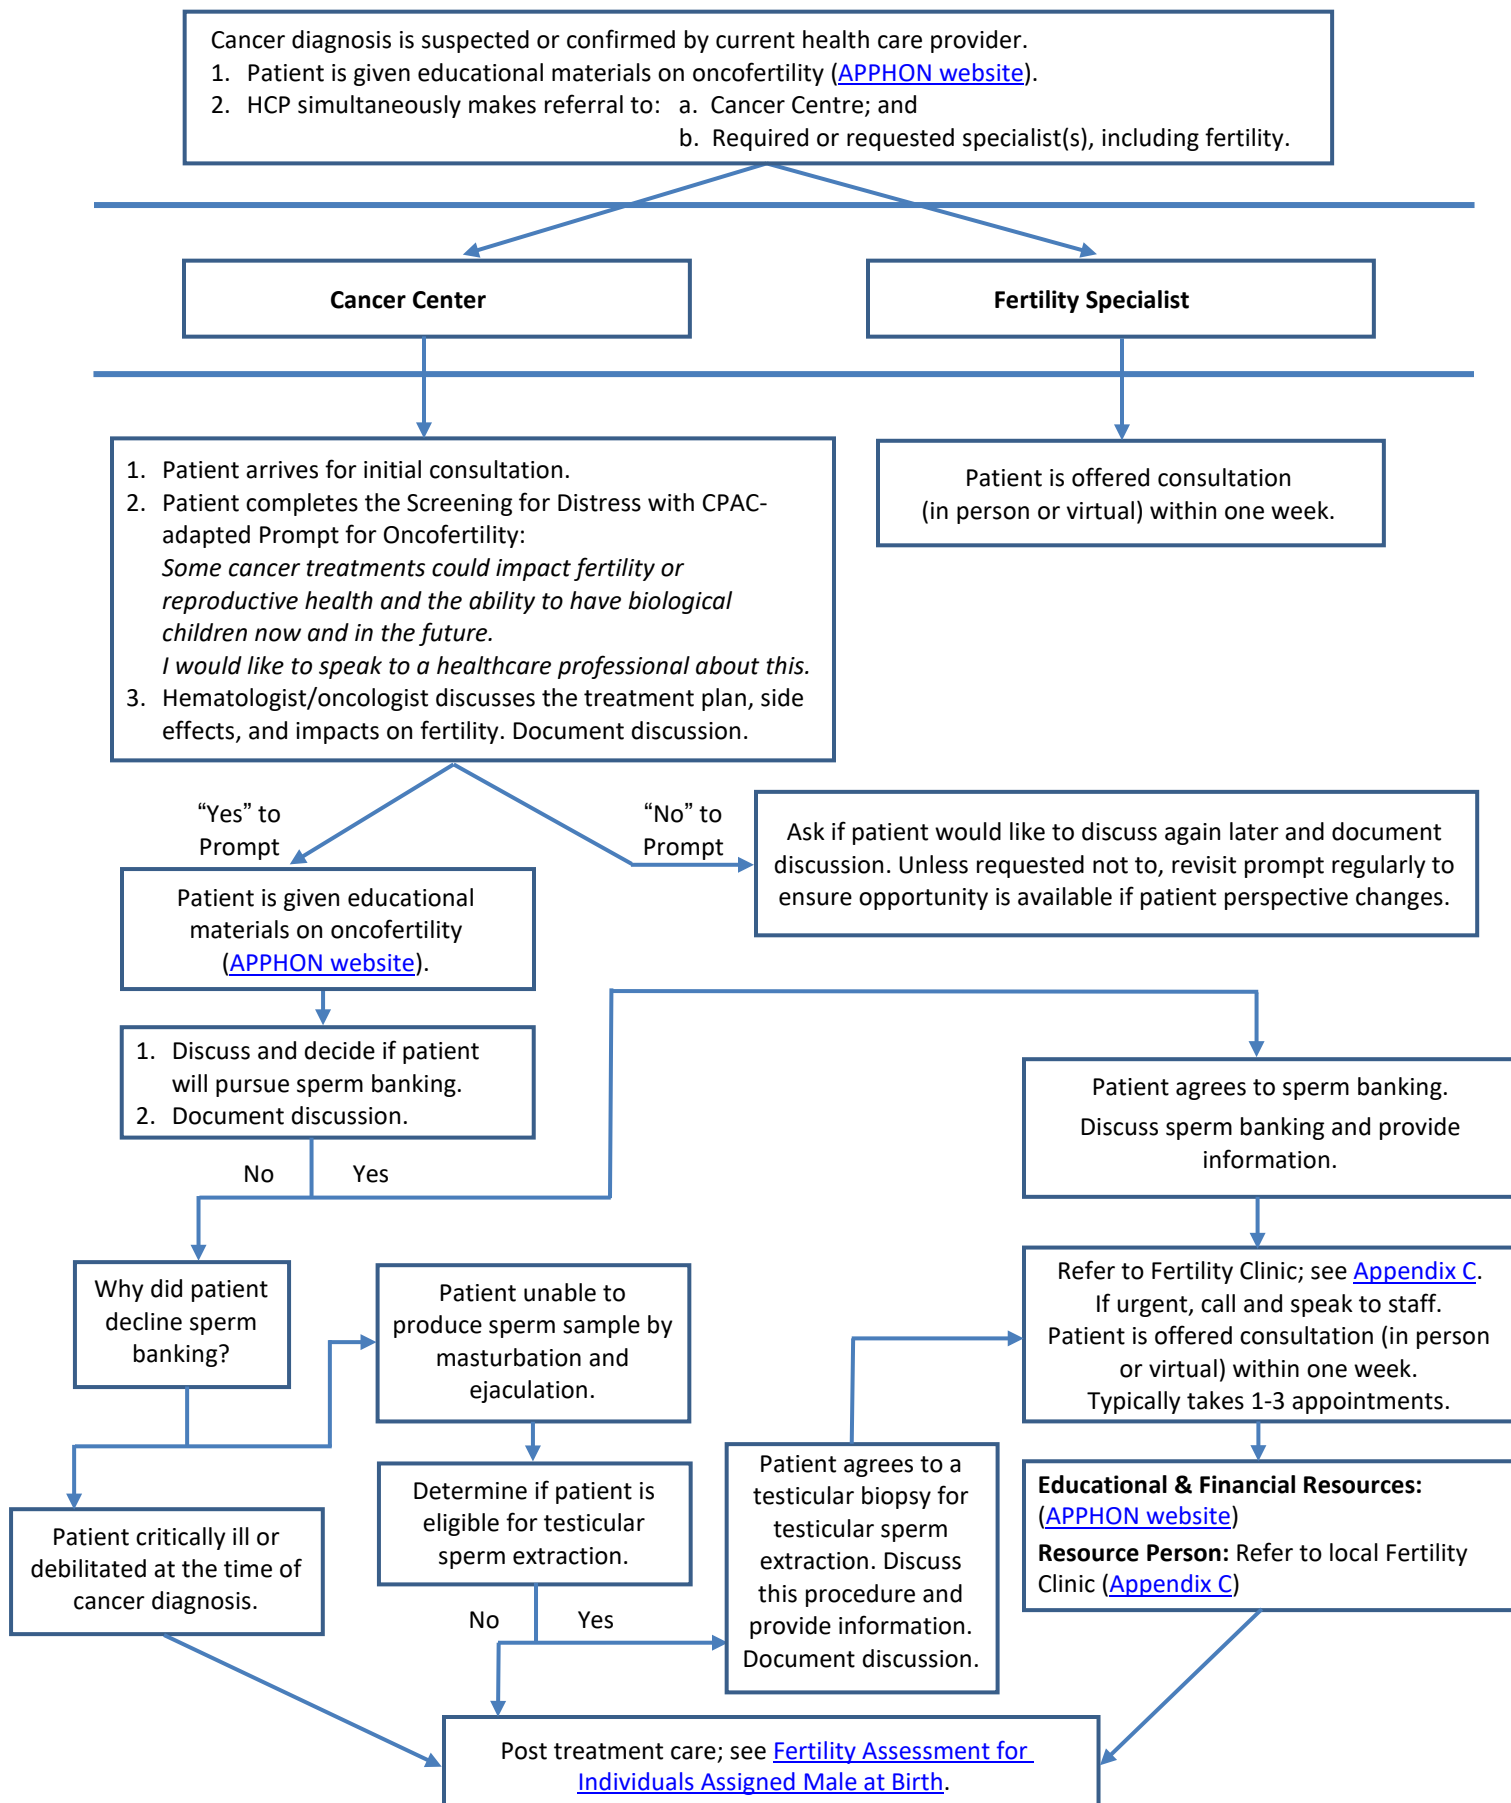 Cancer diagnosis is suspected or confirmed by current health care provider.
1. Patient is given educational materials on oncofertility (APPHON website).
2. HCP simultaneously makes referral to: a. Cancer Centre; and
b. Required or requested specialist(s), including fertility.
Cancer Center
Fertility Specialist
1. Patient arrives for initial consultation.
2. Patient completes the Screening for Distress with CPAC-
adapted Prompt for Oncofertility:
Some cancer treatments could impact fertility or
reproductive health and the ability to have biological
children now and in the future.
I would like to speak to a healthcare professional about this.
3. Hematologist/oncologist discusses the treatment plan, side
effects, and impacts on fertility. Document discussion.
Patient is offered consultation
(in person or virtual) within one week.
“Yes” to
Prompt
“No” to
Prompt
Ask if patient would like to discuss again later and document
discussion. Unless requested not to, revisit prompt regularly to
ensure opportunity is available if patient perspective changes.
Patient is given educational
materials on oncofertility
(APPHON website).
1. Discuss and decide if patient
will pursue sperm banking.
2. Document discussion.
No
Yes
Patient agrees to sperm banking.
Discuss sperm banking and provide
information.
Why did patient
decline sperm
banking?
Patient unable to
produce sperm sample by
masturbation and
ejaculation.
Refer to Fertility Clinic; see Appendix C.
If urgent, call and speak to staff.
Patient is offered consultation (in person
or virtual) within one week.
Typically takes 1-3 appointments.
Patient critically ill or
debilitated at the time of
cancer diagnosis.
Determine if patient is
eligible for testicular
sperm extraction.
No
Yes
Patient agrees to a
testicular biopsy for
testicular sperm
extraction. Discuss
this procedure and
provide information.
Document discussion.
Educational & Financial Resources:
(APPHON website)
Resource Person: Refer to local Fertility
Clinic (Appendix C)
Post treatment care; see Fertility Assessment for
Individuals Assigned Male at Birth.